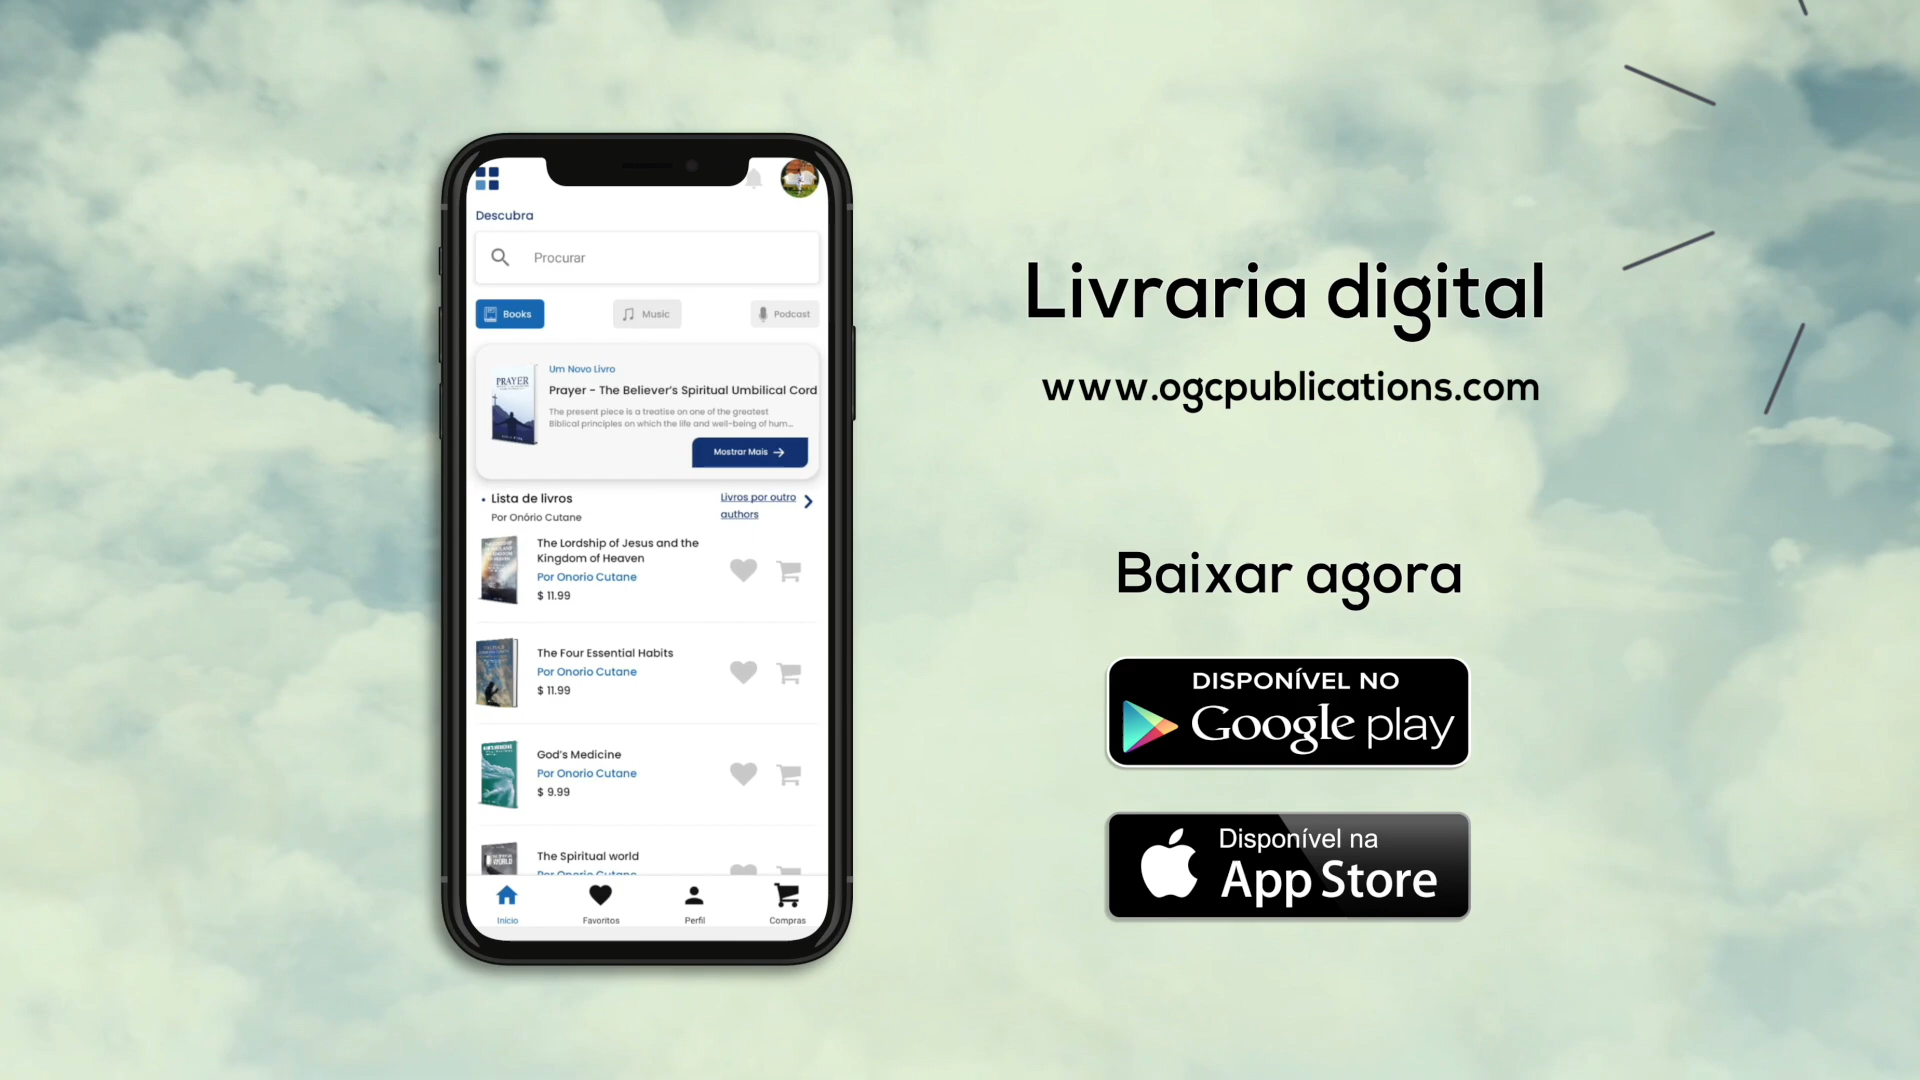 Descubra
Procurar
Books
Music
Podcast
PRAYER
Um Novo Livro
Prayer - The Believer's Spiritual Umbilical Cord
The present piece is a treatise on one of the greatest
Biblical principles on which the life and well-being of hum...
Mostrar Mais
Lista de livros
Por Onório Cutane
Livros por outro
authors
The Lordship of Jesus and the
Kingdom of Heaven
Por Onorio Cutane
$ 11.99
The Four Essential Habits
Por Onorio Cutane
$ 11.99
God's Medicine
Por Onorio Cutane
$ 9.99
The Spiritual world
Por Onorio Cutane
Início
Favoritos
Perfil
Compras
Livraria digital
www.ogcpublications.com
Baixar agora
DISPONÍVEL NO
Google play
Disponível na
App Store